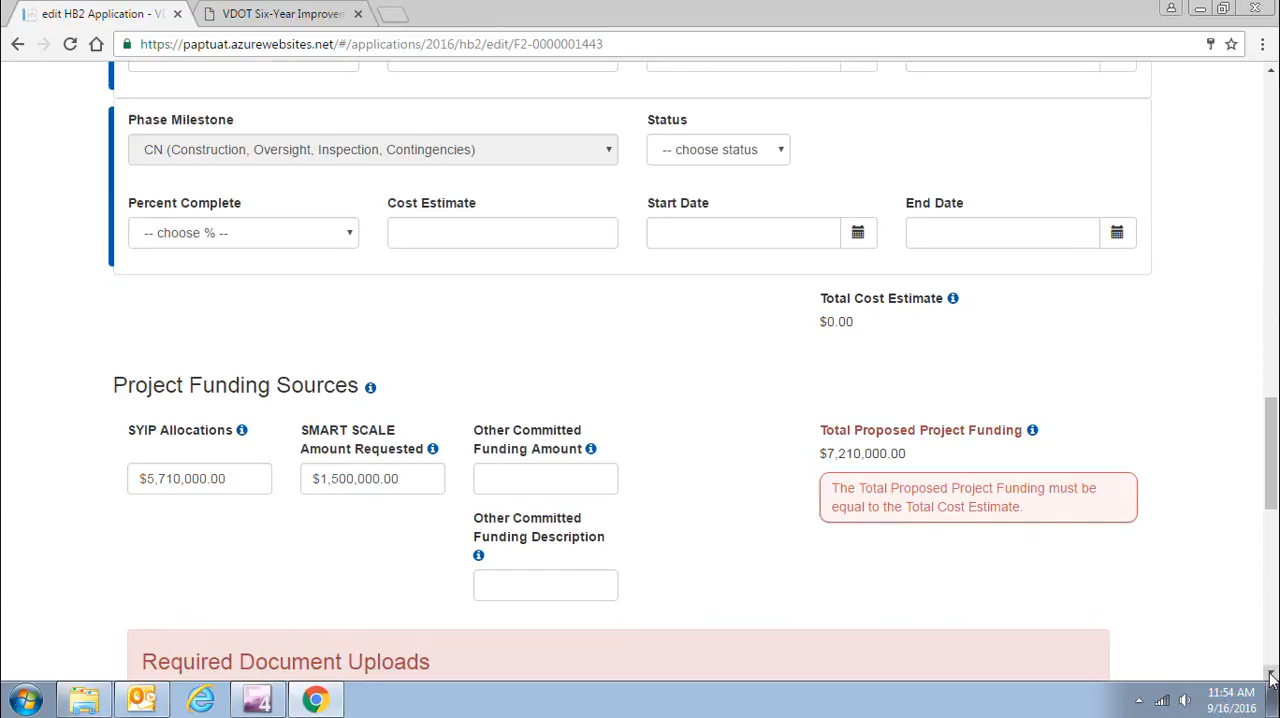 edit HB2 Application - VD
VDOT Six-Year Improvem
https://paptuat.azurewebsites.net/#/applications/2016/hb2/edit/F2-0000001443
Phase Milestone
Status
CN (Construction, Oversight, Inspection, Contingencies)
-- choose status
Percent Complete
Cost Estimate
Start Date
End Date
-- choose % --
Total Cost Estimate
$0.00
Project Funding Sources
SYIP Allocations
SMART SCALE
Amount Requested
Other Committed
Funding Amount
Total Proposed Project Funding
$7,210,000.00
$5,710,000.00
$1,500,000.00
The Total Proposed Project Funding must be
equal to the Total Cost Estimate.
Other Committed
Funding Description
Required Document Uploads
11:54 AM
9/16/2016